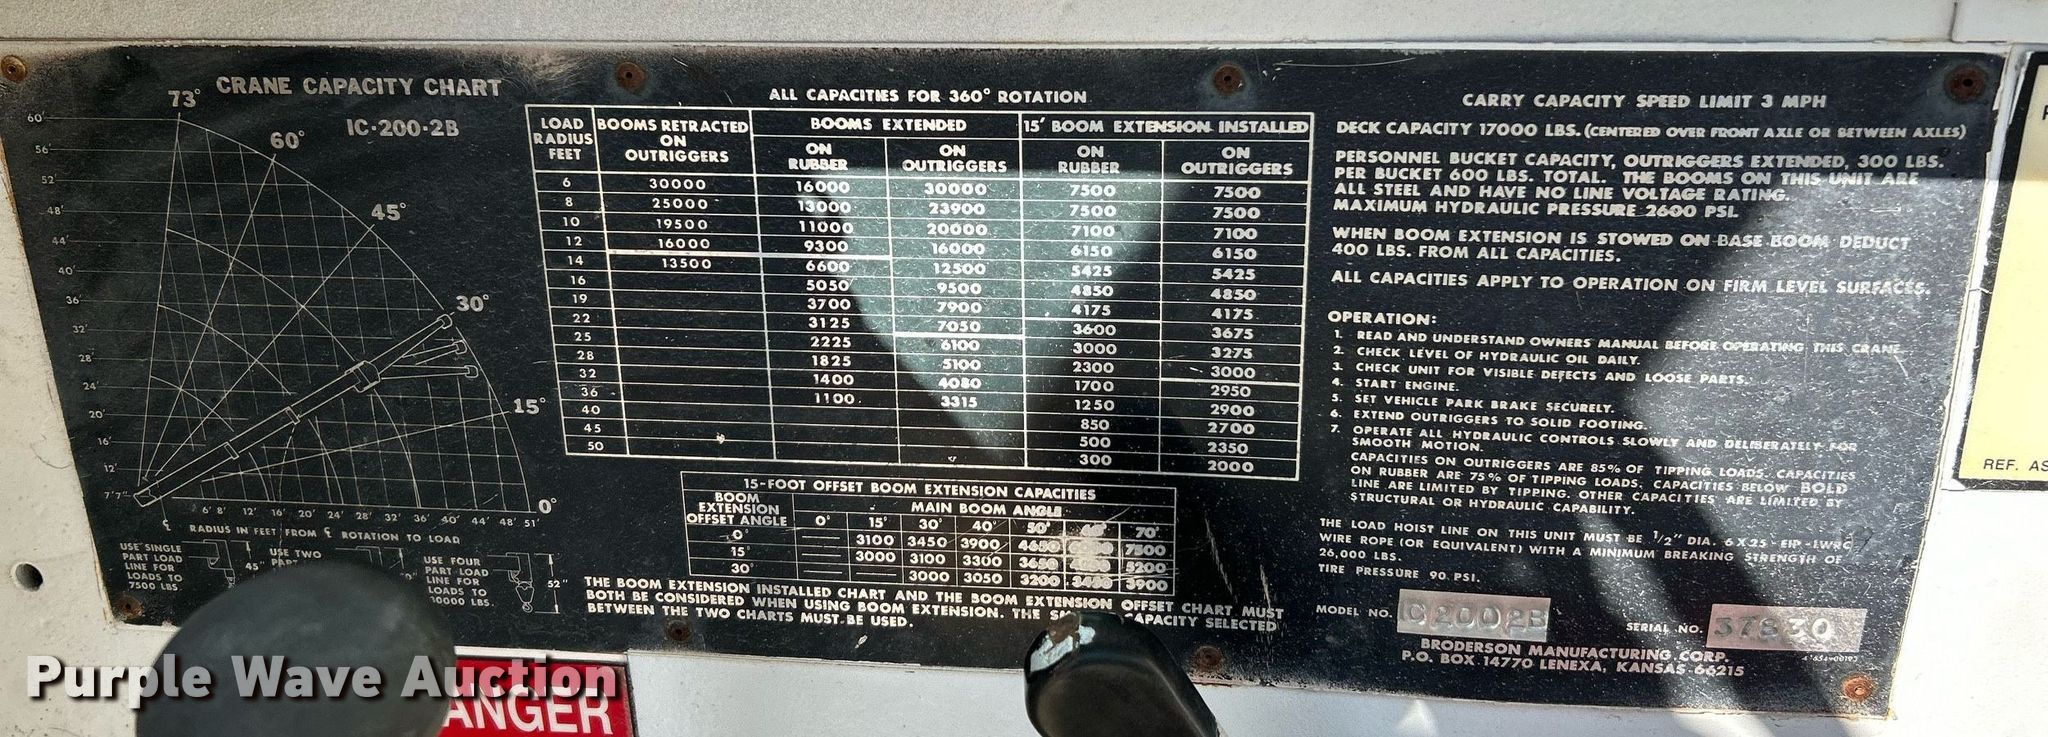 CRANE CAPACITY CHART
IC-200-2B
73°
60°
45°
30°
15°
0°
60'
56'
52'
48'
44'
40'
36'
32'
28'
24'
20'
16'
12'
7'7"
6' 8' 12' 16' 20' 24' 28' 32' 36' 40' 44' 48' 51'
RADIUS IN FEET FROM ℄ ROTATION TO LOAD
USE SINGLE
PART LOAD
LINE FOR
LOADS TO
7500 LBS.
45"
USE TWO
USE FOUR
PART LOAD
LINE FOR
LOADS TO
30000 LBS.
52"
ALL CAPACITIES FOR 360° ROTATION
LOAD RADIUS FEET BOOMS RETRACTED ON OUTRIGGERS BOOMS EXTENDED 15' BOOM EXTENSION INSTALLED
ON RUBBER ON OUTRIGGERS ON RUBBER ON OUTRIGGERS
6 30000 16000 30000 7500 7500
8 25000 13000 23900 7500 7500
10 19500 11000 20000 7100 7100
12 16000 9300 16000 6150 6150
14 13500 6600 12500 5425 5425
16 5050 9500 4850 4850
19 3700 7900 4175 4175
22 3125 7050 3600 3675
25 2225 6100 3000 3275
28 1825 5100 2300 3000
32 1400 4080 1700 2950
36 1100 3315 1250 2900
40 850 2700
45 500 2350
50 300 2000
15-FOOT OFFSET BOOM EXTENSION CAPACITIES
BOOM EXTENSION OFFSET ANGLE MAIN BOOM ANGLE
0° 15° 30° 40° 50° 60° 70°
0° — 3100 3450 3900 4650 7500
15° — 3000 3100 3300 3650 5200
30° — 3000 3050 3200 3450 3900
THE BOOM EXTENSION INSTALLED CHART AND THE BOOM EXTENSION OFFSET CHART MUST
BOTH BE CONSIDERED WHEN USING BOOM EXTENSION. THE CAPACITY SELECTED
BETWEEN THE TWO CHARTS MUST BE USED.
CARRY CAPACITY SPEED LIMIT 3 MPH
DECK CAPACITY 17000 LBS. (CENTERED OVER FRONT AXLE OR BETWEEN AXLES)
PERSONNEL BUCKET CAPACITY, OUTRIGGERS EXTENDED, 300 LBS.
PER BUCKET 600 LBS. TOTAL. THE BOOMS ON THIS UNIT ARE
ALL STEEL AND HAVE NO LINE VOLTAGE RATING.
MAXIMUM HYDRAULIC PRESSURE 2600 PSI.
WHEN BOOM EXTENSION IS STOWED ON BASE BOOM DEDUCT
400 LBS. FROM ALL CAPACITIES.
ALL CAPACITIES APPLY TO OPERATION ON FIRM LEVEL SURFACES.
OPERATION:
1. READ AND UNDERSTAND OWNERS MANUAL BEFORE OPERATING THIS CRANE.
2. CHECK LEVEL OF HYDRAULIC OIL DAILY.
3. CHECK UNIT FOR VISIBLE DEFECTS AND LOOSE PARTS.
4. START ENGINE.
5. SET VEHICLE PARK BRAKE SECURELY.
6. EXTEND OUTRIGGERS TO SOLID FOOTING.
7. OPERATE ALL HYDRAULIC CONTROLS SLOWLY AND DELIBERATELY FOR
SMOOTH MOTION.
CAPACITIES ON OUTRIGGERS ARE 85% OF TIPPING LOADS. CAPACITIES
ON RUBBER ARE 75% OF TIPPING LOADS. CAPACITIES BELOW BOLD
LINE ARE LIMITED BY TIPPING. OTHER CAPACITIES ARE LIMITED BY
STRUCTURAL OR HYDRAULIC CAPABILITY.
THE LOAD HOIST LINE ON THIS UNIT MUST BE 1/2" DIA. 6 X 25 - EIP - IWRC
WIRE ROPE (OR EQUIVALENT) WITH A MINIMUM BREAKING STRENGTH OF
26,000 LBS.
TIRE PRESSURE 90 PSI.
MODEL NO. IC2002B SERIAL NO. 37830
BRODERSON MANUFACTURING CORP.
P.O. BOX 14770 LENEXA, KANSAS 66215
REF. AS
ANGER
Purple Wave Auction